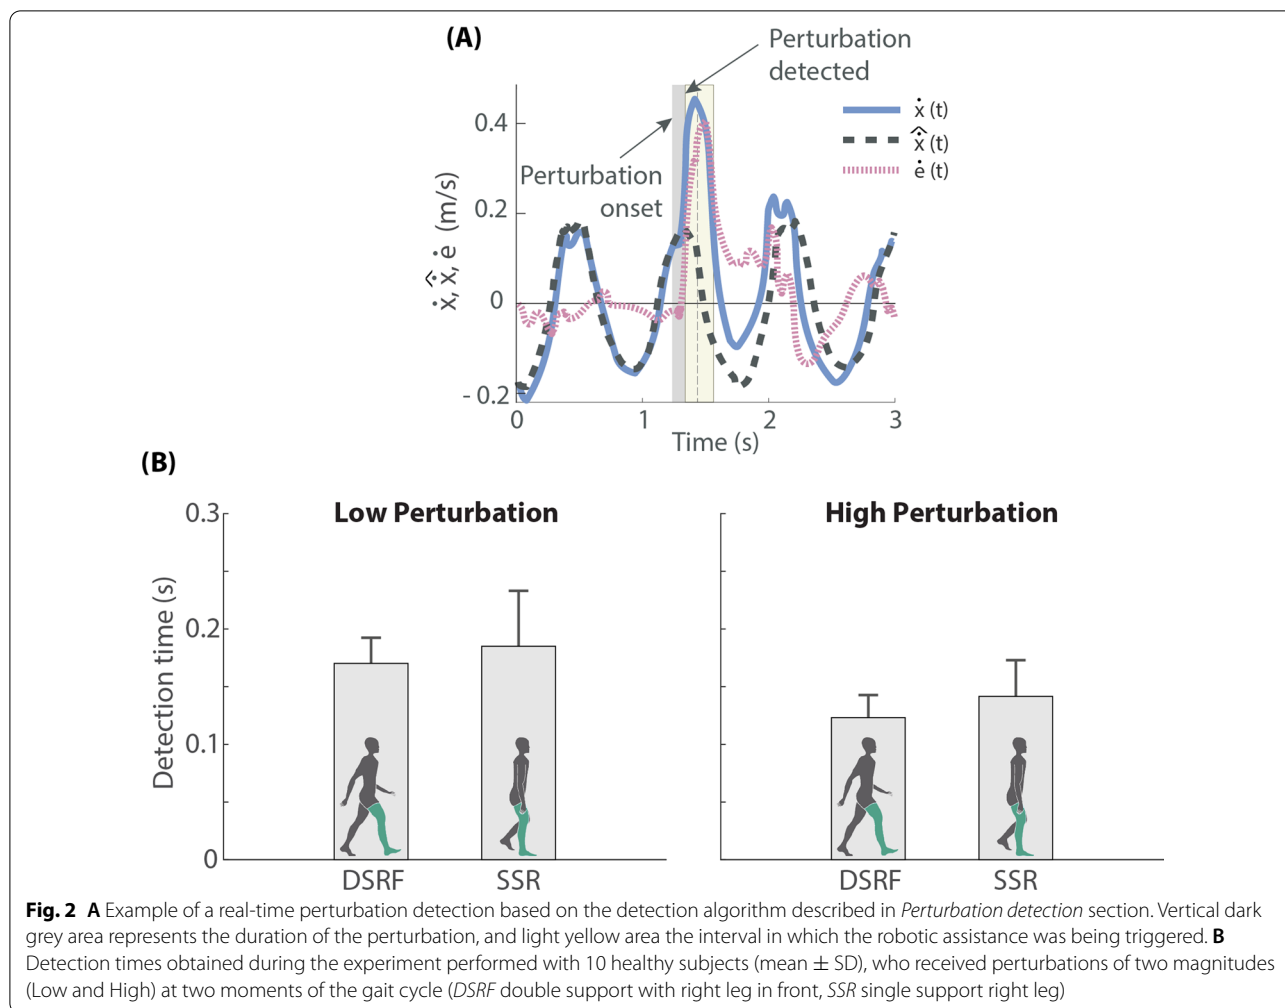 (A)
Perturbation
detected
ẋ (t)
x̂̇ (t)
ė (t)
Perturbation
onset
ẋ, x̂̇, ė (m/s)
0.4
0.2
0
- 0.2
0 1 2 3
Time (s)
(B)
Low Perturbation
High Perturbation
Detection time (s)
0.3
0.2
0.1
0
DSRF SSR DSRF SSR
Fig. 2 A Example of a real-time perturbation detection based on the detection algorithm described in Perturbation detection section. Vertical dark
grey area represents the duration of the perturbation, and light yellow area the interval in which the robotic assistance was being triggered. B
Detection times obtained during the experiment performed with 10 healthy subjects (mean ± SD), who received perturbations of two magnitudes
(Low and High) at two moments of the gait cycle (DSRF double support with right leg in front, SSR single support right leg)